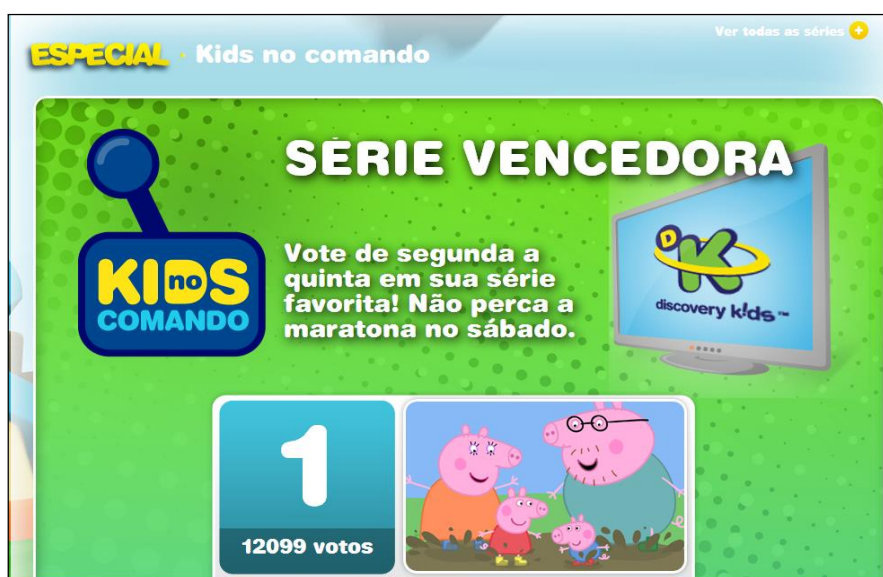 ESPECIAL - Kids no comando
Ver todas as séries +
SÉRIE VENCEDORA
KIDS
no
COMANDO
Vote de segunda a
quinta em sua série
favorita! Não perca a
maratona no sábado.
D K
discovery k!ds™
1
12099 votos